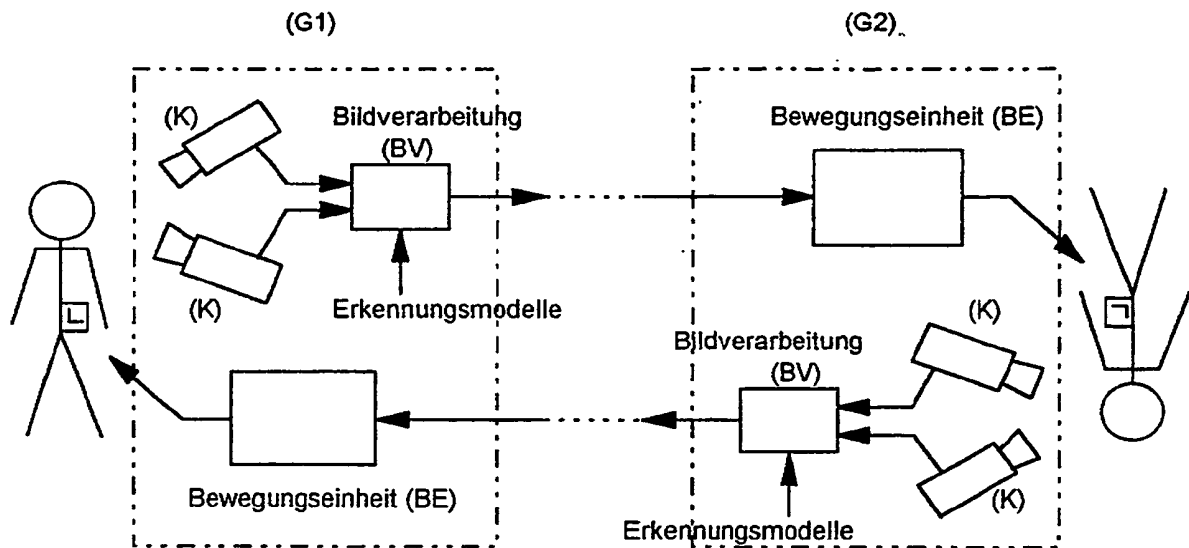 (G1)
(G2)
(K)
Bildverarbeitung
(BV)
Bewegungseinheit (BE)
(K)
Erkennungsmodelle
L
(K)
Bildverarbeitung
(BV)
Bewegungseinheit (BE)
(K)
Erkennungsmodelle
L